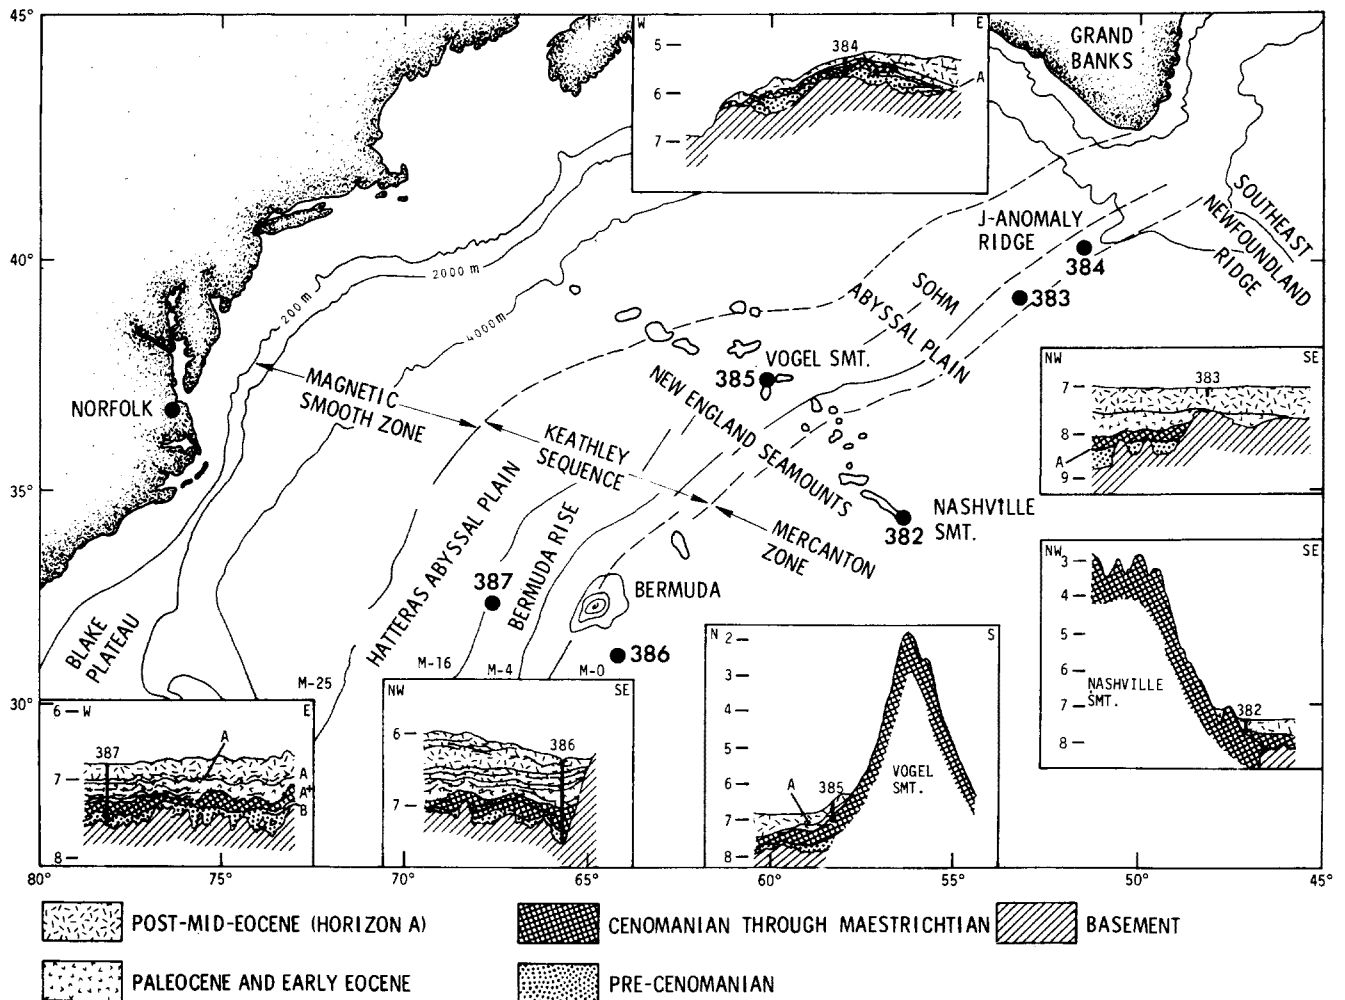 45°
W
E
5
384
6
A
7
GRAND
BANKS
SOUTHEAST
NEWFOUNDLAND
RIDGE
J-ANOMALY
RIDGE
384
383
SOHM
ABYSSAL PLAIN
40°
2000 m
200 m
4000 m
VOGEL SMT.
385
NEW ENGLAND SEAMOUNTS
MAGNETIC
SMOOTH ZONE
NORFOLK
KEATHLEY
SEQUENCE
NW
SE
383
7
8
A
9
35°
NASHVILLE
SMT.
382
MERCANTON
ZONE
HATTERAS ABYSSAL PLAIN
BERMUDA RISE
387
BERMUDA
386
BLAKE
PLATEAU
M-25
M-16
M-4
M-0
30°
NW
SE
3
4
5
6
7
8
NASHVILLE
SMT.
382
6
W
E
387
A
7
A
A
B
8
NW
SE
6
386
7
N
S
2
3
4
5
6
7
8
A
385
VOGEL
SMT.
80°
75°
70°
65°
60°
55°
50°
45°
POST-MID-EOCENE (HORIZON A)
CENOMANIAN THROUGH MAESTRICHTIAN
BASEMENT
PALEOCENE AND EARLY EOCENE
PRE-CENOMANIAN